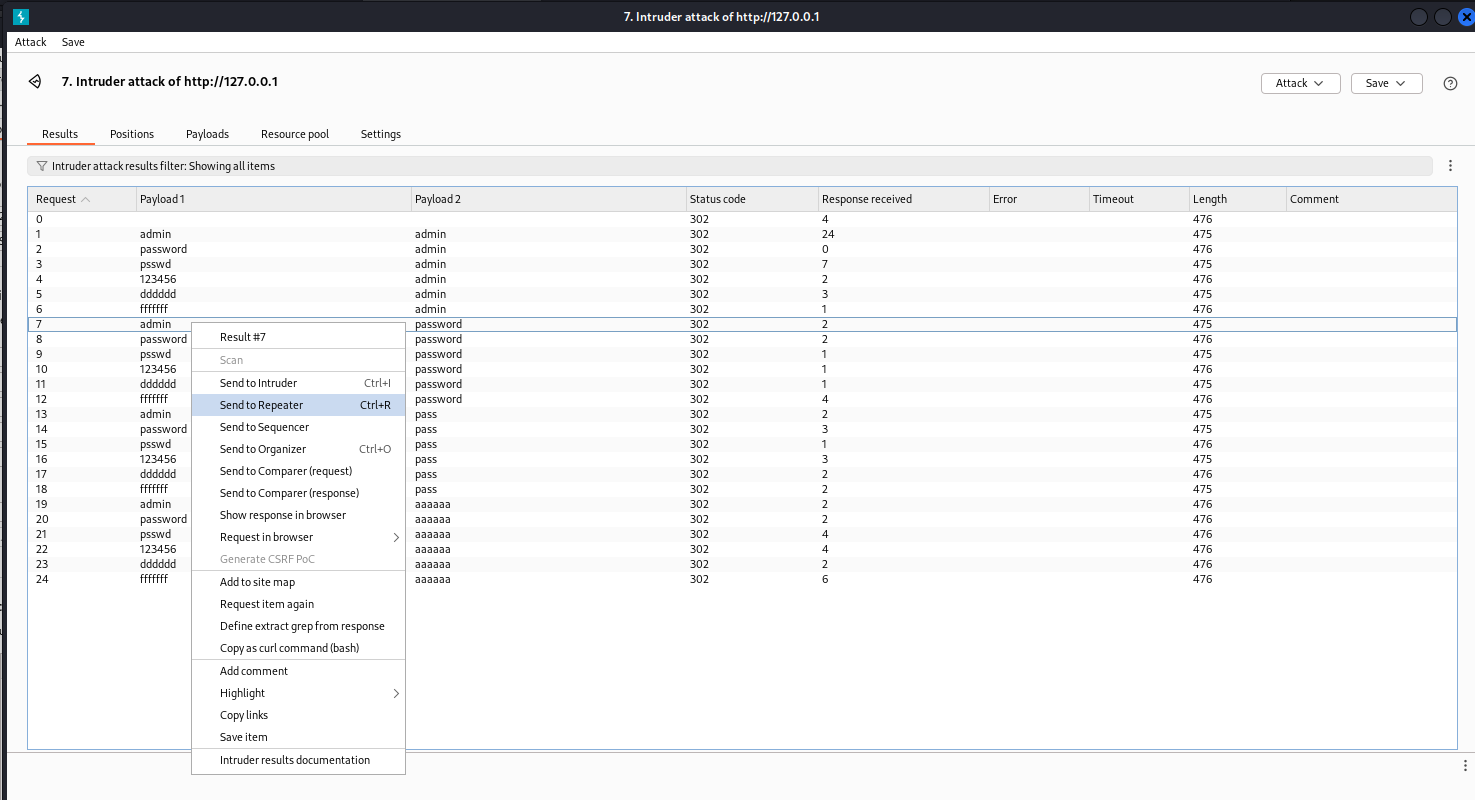 7. Intruder attack of http://127.0.0.1
Attack Save
7. Intruder attack of http://127.0.0.1
Attack Save
Results Positions Payloads Resource pool Settings
Intruder attack results filter: Showing all items
Request Payload 1 Payload 2 Status code Response received Error Timeout Length Comment
0 302 4 476
1 admin admin 302 24 475
2 password admin 302 0 476
3 psswd admin 302 7 475
4 123456 admin 302 2 476
5 dddddd admin 302 3 475
6 fffffff admin 302 1 476
7 admin password 302 2 475
8 password password 302 2 476
9 psswd password 302 1 475
10 123456 password 302 1 476
11 dddddd password 302 1 475
12 fffffff password 302 4 476
13 admin pass 302 2 475
14 password pass 302 3 475
15 psswd pass 302 1 476
16 123456 pass 302 3 475
17 dddddd pass 302 2 476
18 fffffff pass 302 2 475
19 admin aaaaaa 302 2 476
20 password aaaaaa 302 2 476
21 psswd aaaaaa 302 4 476
22 123456 aaaaaa 302 4 476
23 dddddd aaaaaa 302 2 476
24 fffffff aaaaaa 302 6 476
Result #7
Scan
Send to Intruder Ctrl+I
Send to Repeater Ctrl+R
Send to Sequencer
Send to Organizer Ctrl+O
Send to Comparer (request)
Send to Comparer (response)
Show response in browser
Request in browser
Generate CSRF PoC
Add to site map
Request item again
Define extract grep from response
Copy as curl command (bash)
Add comment
Highlight
Copy links
Save item
Intruder results documentation